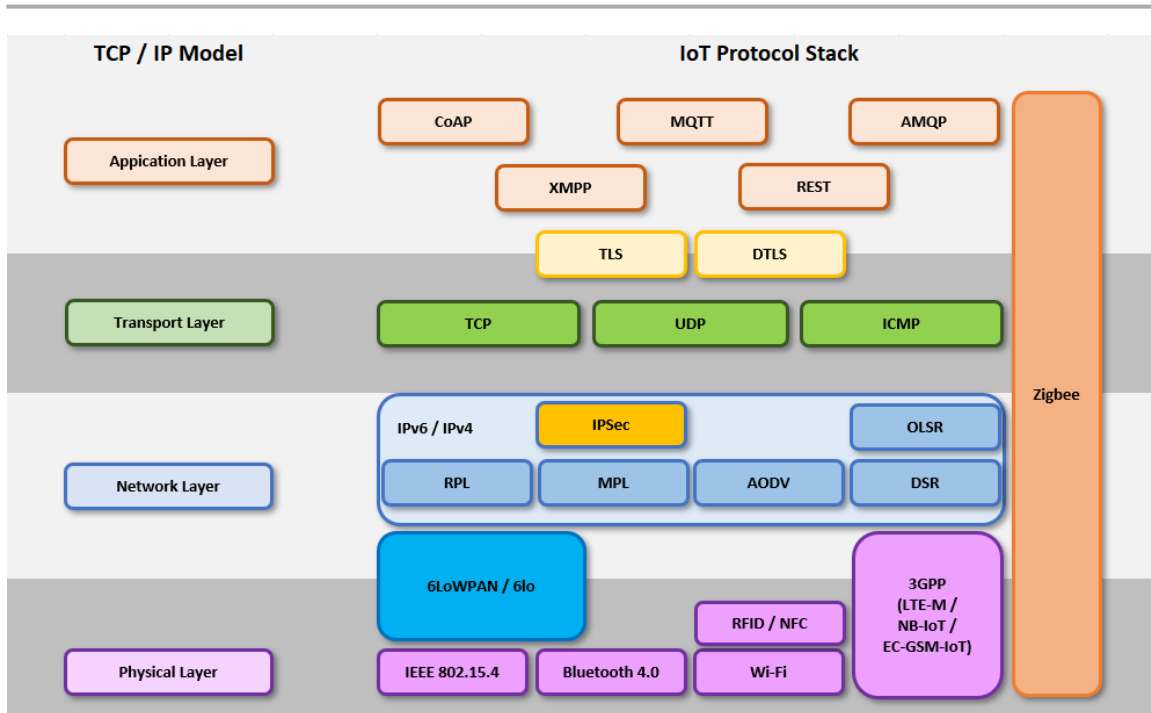 TCP / IP Model
IoT Protocol Stack
CoAP
MQTT
AMQP
Appication Layer
XMPP
REST
TLS
DTLS
Transport Layer
TCP
UDP
ICMP
Zigbee
IPv6 / IPv4
IPSec
OLSR
Network Layer
RPL
MPL
AODV
DSR
6LoWPAN / 6lo
3GPP
(LTE-M /
NB-IoT /
EC-GSM-IoT)
RFID / NFC
Physical Layer
IEEE 802.15.4
Bluetooth 4.0
Wi-Fi